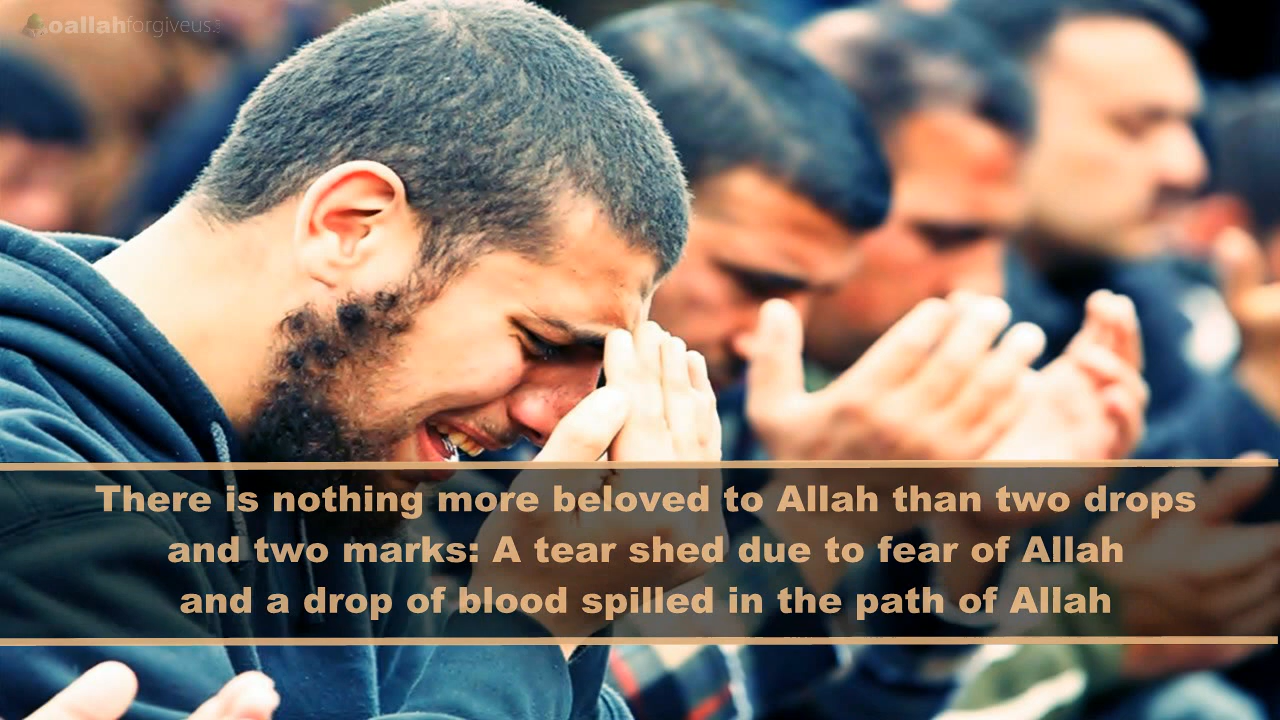 oallahforgiveus.
There is nothing more beloved to Allah than two drops
and two marks: A tear shed due to fear of Allah
and a drop of blood spilled in the path of Allah